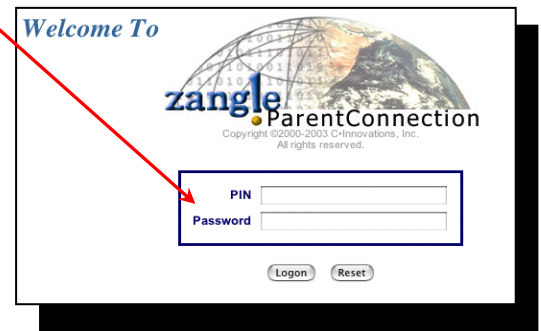 Welcome To
zangle
ParentConnection
Copyright ©2000-2003 C•Innovations, Inc.
All rights reserved.
PIN
Password
Logon Reset